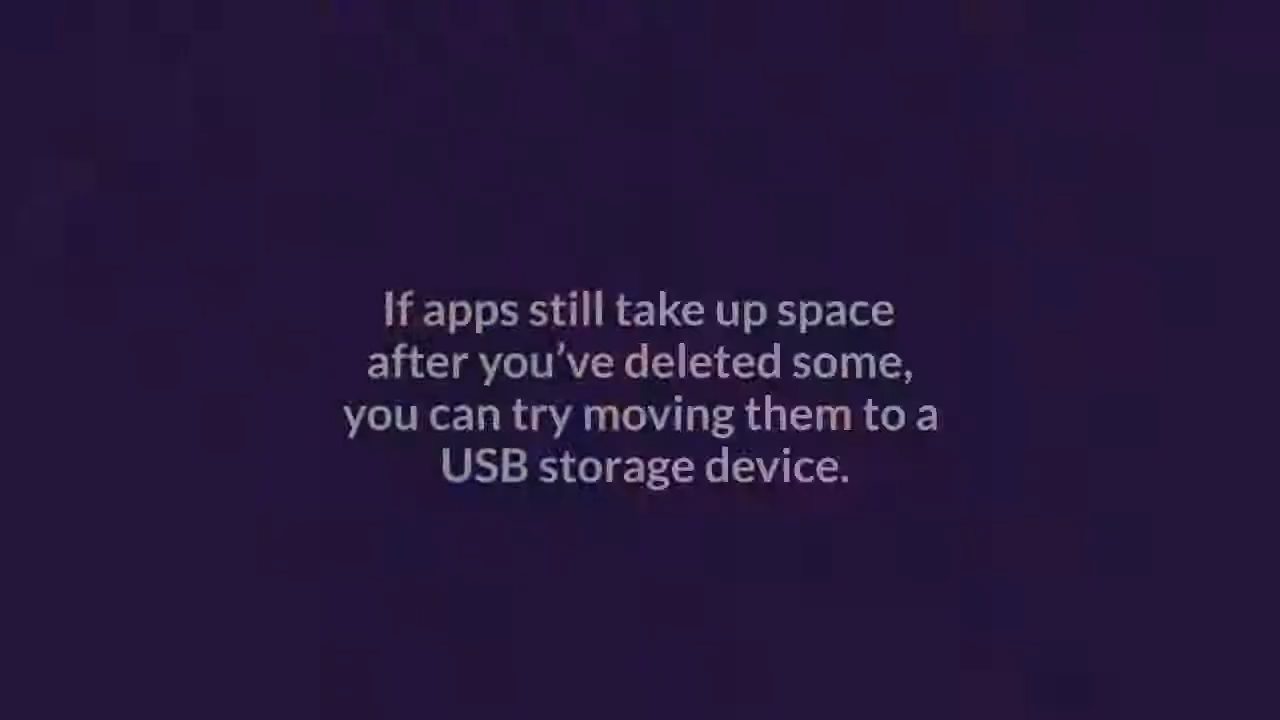 If apps still take up space
after you’ve deleted some,
you can try moving them to a
USB storage device.